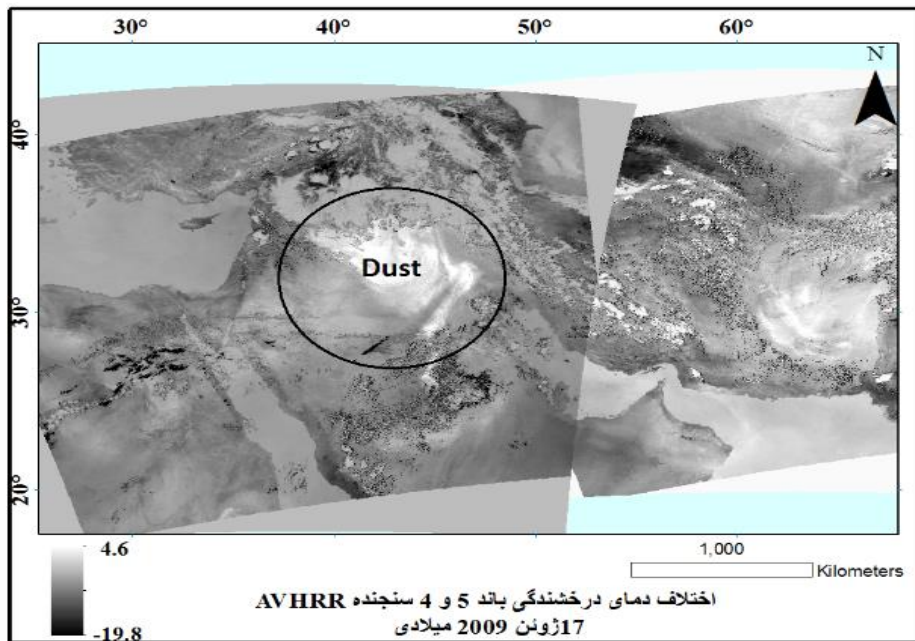 30° 40° 50° 60°
N
40°
30°
20°
Dust
4.6
-19.8
1,000
Kilometers
اختلاف دمای درخشندگی باند 5 و 4 سنجنده AVHRR
17ژوئن 2009 میلادی